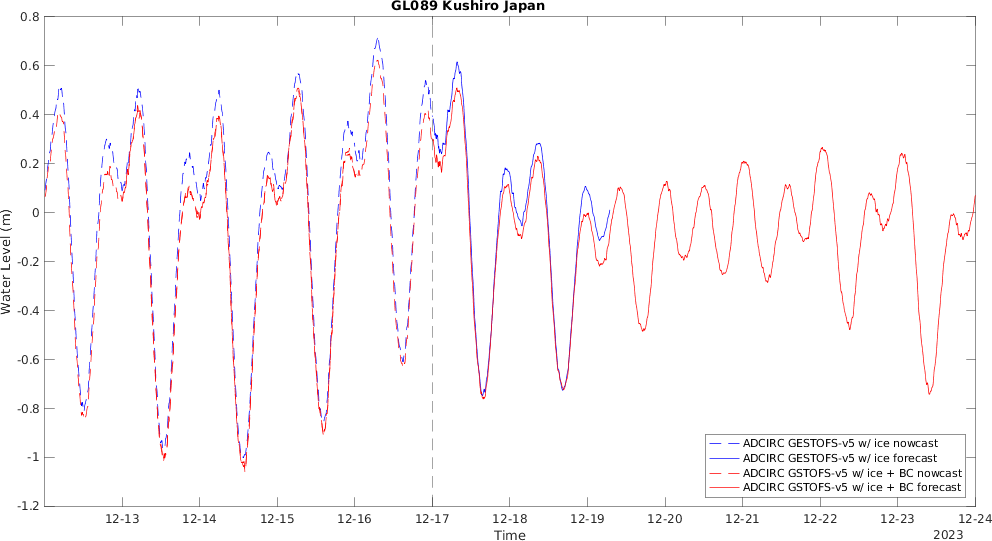 GL089 Kushiro Japan
Water Level (m)
0.8
0.6
0.4
0.2
0
-0.2
-0.4
-0.6
-0.8
-1
-1.2
ADCIRC GESTOFS-v5 w/ ice nowcast
ADCIRC GESTOFS-v5 w/ ice forecast
ADCIRC GSTOFS-v5 w/ ice + BC nowcast
ADCIRC GSTOFS-v5 w/ ice + BC forecast
12-13 12-14 12-15 12-16 12-17 12-18 12-19 12-20 12-21 12-22 12-23 12-24
Time
2023